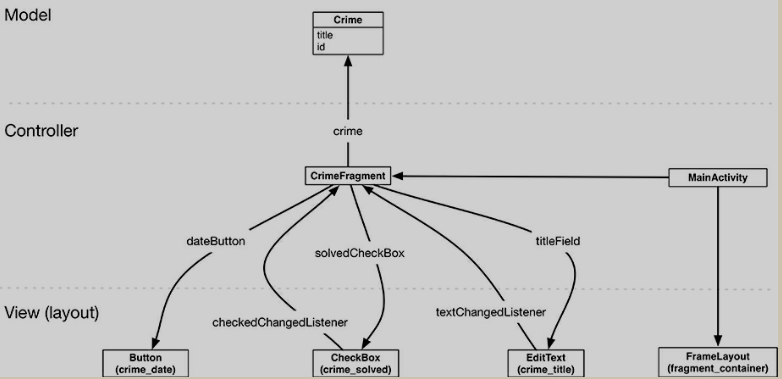 Model
Crime
title
id
Controller
crime
CrimeFragment
MainActivity
dateButton
solvedCheckBox
titleField
View (layout)
checkedChangedListener
textChangedListener
Button
(crime_date)
CheckBox
(crime_solved)
EditText
(crime_title)
FrameLayout
(fragment_container)